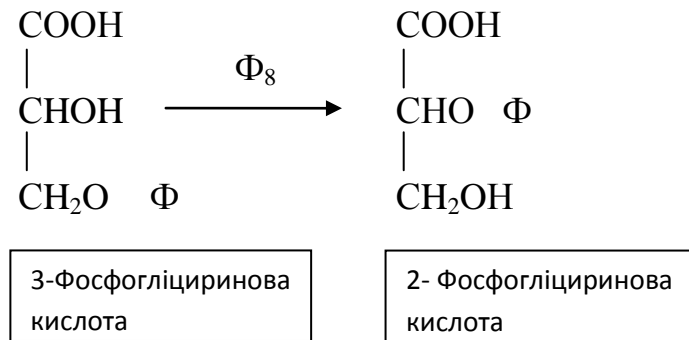 COOH COOH
Ф₈
CHOH CHO Ф
CH₂O Ф CH₂OH
3-Фосфогліциринова 2- Фосфогліциринова
кислота кислота